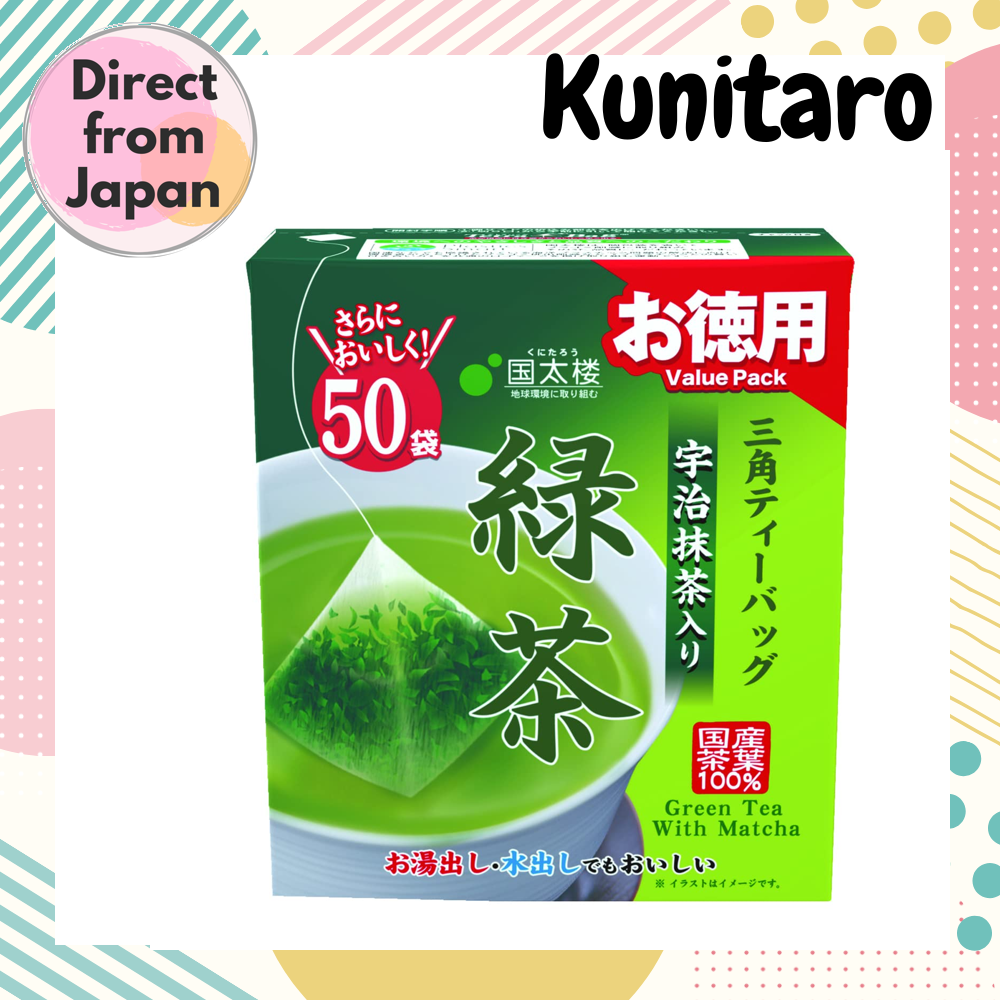 Direct
from
Japan
Kunitaro
さらに
おいしく!
50袋
くにたろう
国太楼
地球環境に取り組む
お徳用
Value Pack
三角ティーバッグ
宇治抹茶入り
緑茶
国産
茶葉
100%
Green Tea
With Matcha
お湯出し・水出しでもおいしい
※イラストはイメージです。